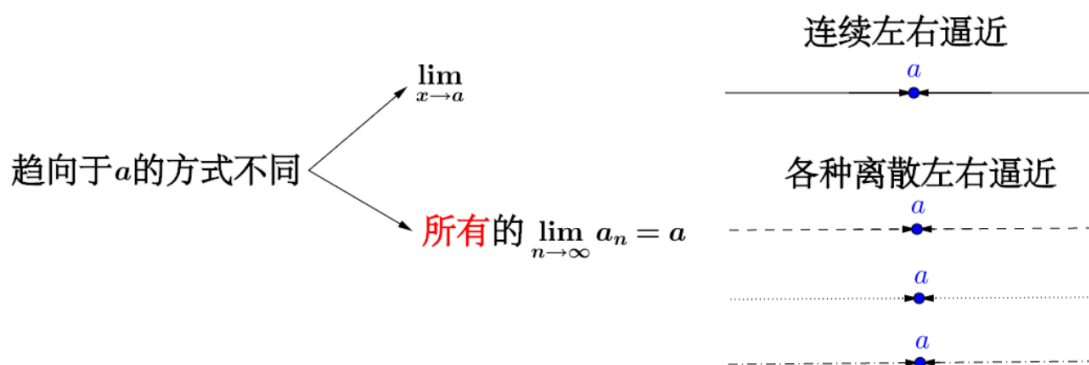 连续左右逼近
a
lim
x→a
趋向于a的方式不同
各种离散左右逼近
a
所有的 lim aₙ = a
n→∞
a
a